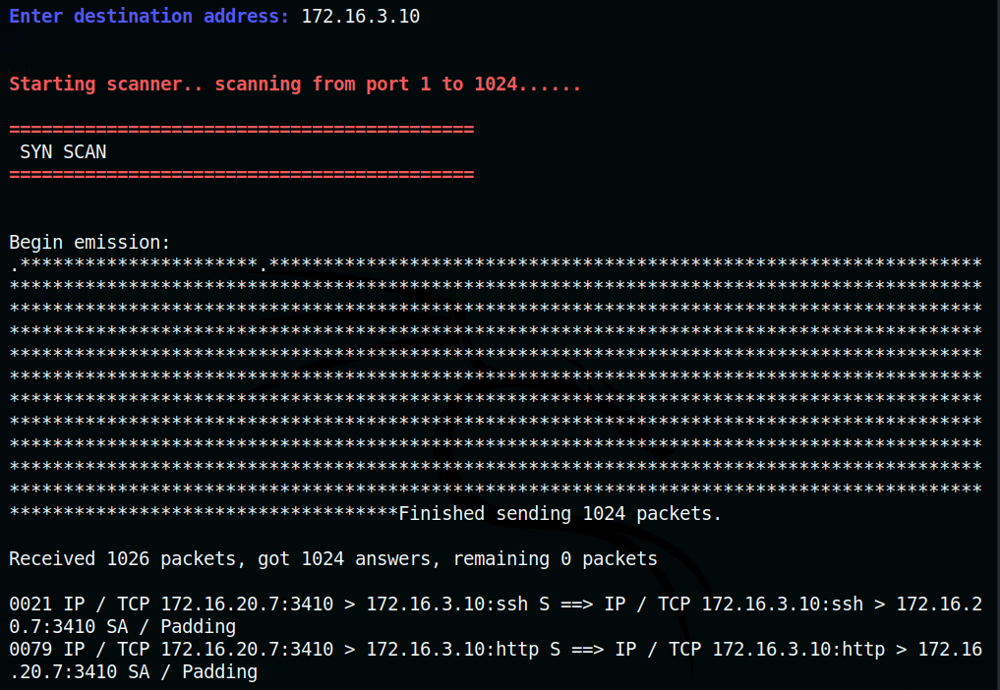 Enter destination address: 172.16.3.10
Starting scanner.. scanning from port 1 to 1024......
===========================================
SYN SCAN
===========================================
Begin emission:
.**********************.******************************************************************
******************************************************************************************
******************************************************************************************
******************************************************************************************
******************************************************************************************
******************************************************************************************
******************************************************************************************
******************************************************************************************
******************************************************************************************
******************************************************************************************
******************************************************************************************
************************************Finished sending 1024 packets.
Received 1026 packets, got 1024 answers, remaining 0 packets
0021 IP / TCP 172.16.20.7:3410 > 172.16.3.10:ssh S ==> IP / TCP 172.16.3.10:ssh > 172.16.2
0.7:3410 SA / Padding
0079 IP / TCP 172.16.20.7:3410 > 172.16.3.10:http S ==> IP / TCP 172.16.3.10:http > 172.16
.20.7:3410 SA / Padding